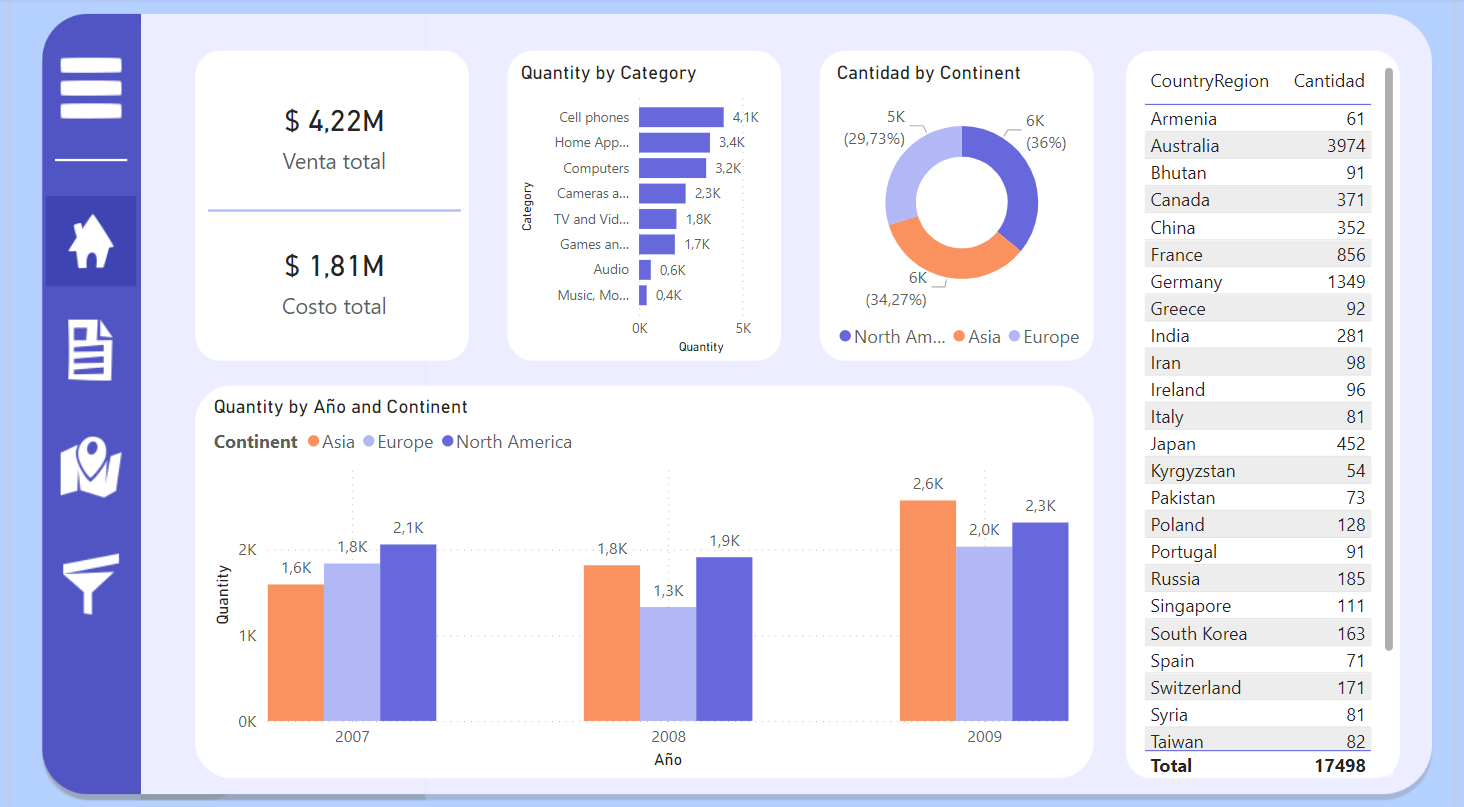 $ 4,22M
Venta total
$ 1,81M
Costo total
Quantity by Category
Category
Cell phones 4,1K
Home App... 3,4K
Computers 3,2K
Cameras a... 2,3K
TV and Vid... 1,8K
Games an... 1,7K
Audio 0,6K
Music, Mo... 0,4K
0K 5K
Quantity
Cantidad by Continent
5K
(29,73%)
6K
(36%)
6K
(34,27%)
North Am... Asia Europe
Quantity by Año and Continent
Continent Asia Europe North America
Quantity
2K
1K
0K
1,6K 1,8K 2,1K
1,8K 1,3K 1,9K
2,6K 2,0K 2,3K
2007 2008 2009
Año
CountryRegion Cantidad
Armenia 61
Australia 3974
Bhutan 91
Canada 371
China 352
France 856
Germany 1349
Greece 92
India 281
Iran 98
Ireland 96
Italy 81
Japan 452
Kyrgyzstan 54
Pakistan 73
Poland 128
Portugal 91
Russia 185
Singapore 111
South Korea 163
Spain 71
Switzerland 171
Syria 81
Taiwan 82
Total 17498